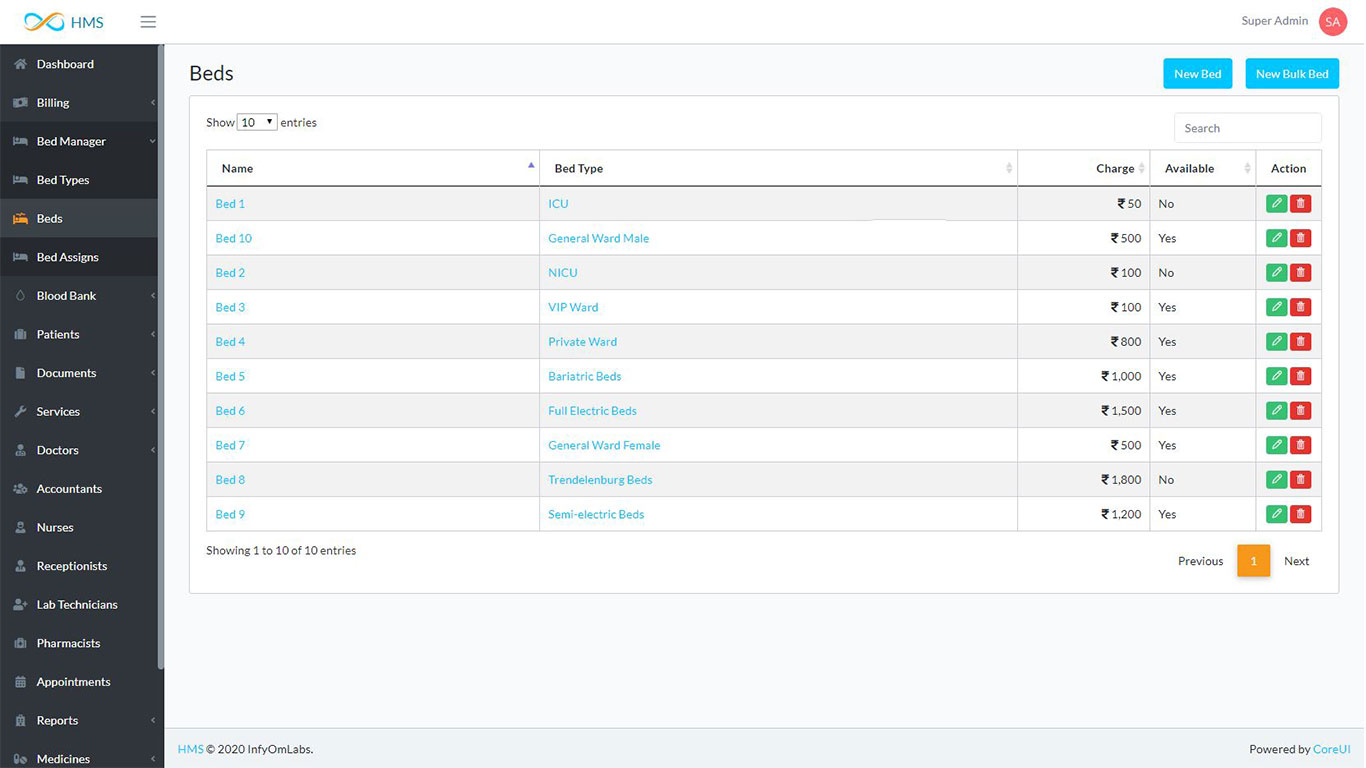 HMS
Super Admin SA
Dashboard
Billing
Bed Manager
Bed Types
Beds
Bed Assigns
Blood Bank
Patients
Documents
Services
Doctors
Accountants
Nurses
Receptionists
Lab Technicians
Pharmacists
Appointments
Reports
Medicines
Beds
New Bed New Bulk Bed
Show 10 entries Search
Name Bed Type Charge Available Action
Bed 1 ICU ₹ 50 No
Bed 10 General Ward Male ₹ 500 Yes
Bed 2 NICU ₹ 100 No
Bed 3 VIP Ward ₹ 100 Yes
Bed 4 Private Ward ₹ 800 Yes
Bed 5 Bariatric Beds ₹ 1,000 Yes
Bed 6 Full Electric Beds ₹ 1,500 Yes
Bed 7 General Ward Female ₹ 500 Yes
Bed 8 Trendelenburg Beds ₹ 1,800 No
Bed 9 Semi-electric Beds ₹ 1,200 Yes
Showing 1 to 10 of 10 entries
Previous 1 Next
HMS © 2020 InfyOmLabs. Powered by CoreUI